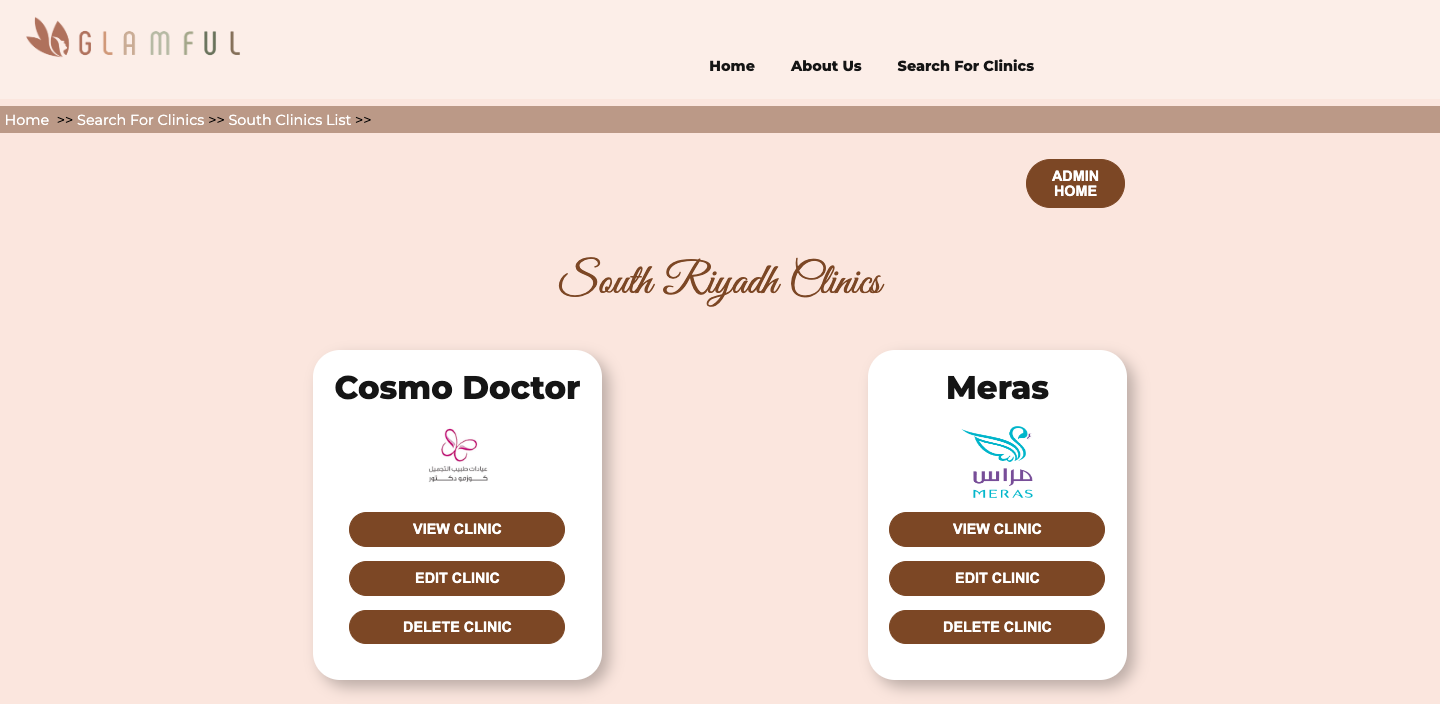 GLAMFUL
Home About Us Search For Clinics
Home >> Search For Clinics >> South Clinics List >>
ADMIN
HOME
South Riyadh Clinics
Cosmo Doctor
عيادات طبيب التجميل
كوزمو دكتور
VIEW CLINIC
EDIT CLINIC
DELETE CLINIC
Meras
مراس
MERAS
VIEW CLINIC
EDIT CLINIC
DELETE CLINIC